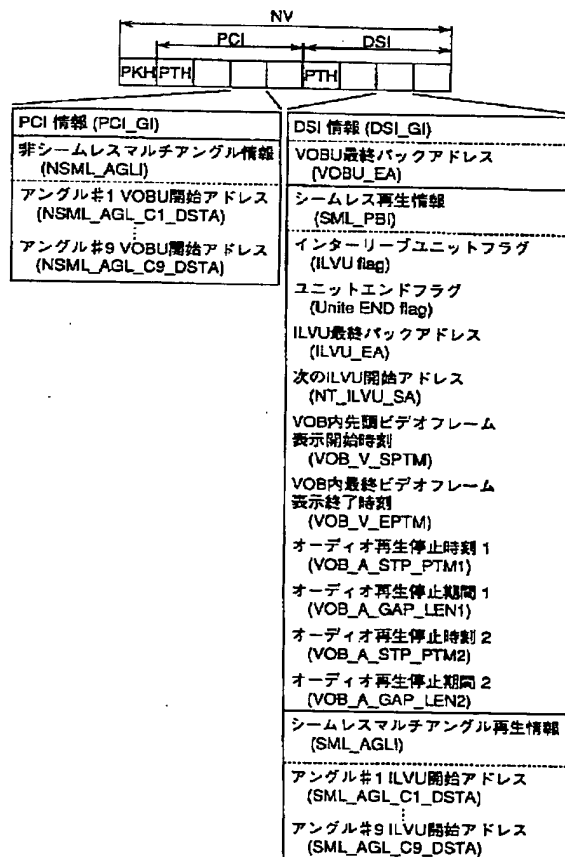 NV
PCI
DSI
PKH PTH PTH
PCI 情報 (PCI_GI)
非シームレスマルチアングル情報
(NSML_AGLI)
アングル#1 VOBU開始アドレス
(NSML_AGL_C1_DSTA)
アングル#9 VOBU開始アドレス
(NSML_AGL_C9_DSTA)
DSI 情報 (DSI_GI)
VOBU最終パックアドレス
(VOBU_EA)
シームレス再生情報
(SML_PBI)
インターリーブユニットフラグ
(ILVU flag)
ユニットエンドフラグ
(Unite END flag)
ILVU最終パックアドレス
(ILVU_EA)
次のILVU開始アドレス
(NT_ILVU_SA)
VOB内先頭ビデオフレーム
表示開始時刻
(VOB_V_SPTM)
VOB内最終ビデオフレーム
表示終了時刻
(VOB_V_EPTM)
オーディオ再生停止時刻 1
(VOB_A_STP_PTM1)
オーディオ再生停止期間 1
(VOB_A_GAP_LEN1)
オーディオ再生停止時刻 2
(VOB_A_STP_PTM2)
オーディオ再生停止期間 2
(VOB_A_GAP_LEN2)
シームレスマルチアングル再生情報
(SML_AGLI)
アングル#1 ILVU開始アドレス
(SML_AGL_C1_DSTA)
アングル#9 ILVU開始アドレス
(SML_AGL_C9_DSTA)